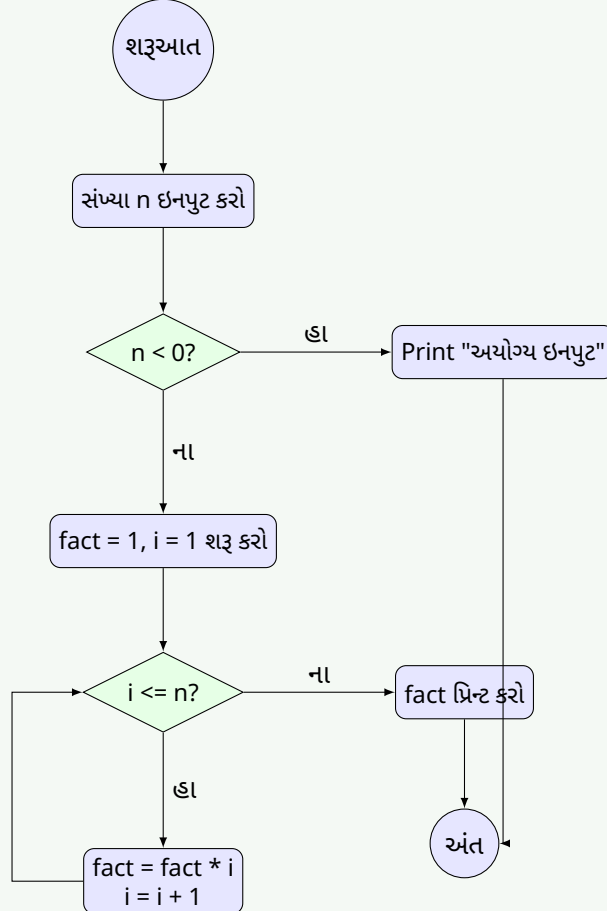 શરૂઆત
સંખ્યા n ઇનપુટ કરો
n < 0?
હા
Print "અયોગ્ય ઇનપુટ"
ના
fact = 1, i = 1 શરૂ કરો
i <= n?
ના
fact પ્રિન્ટ કરો
હા
અંત
fact = fact * i
i = i + 1